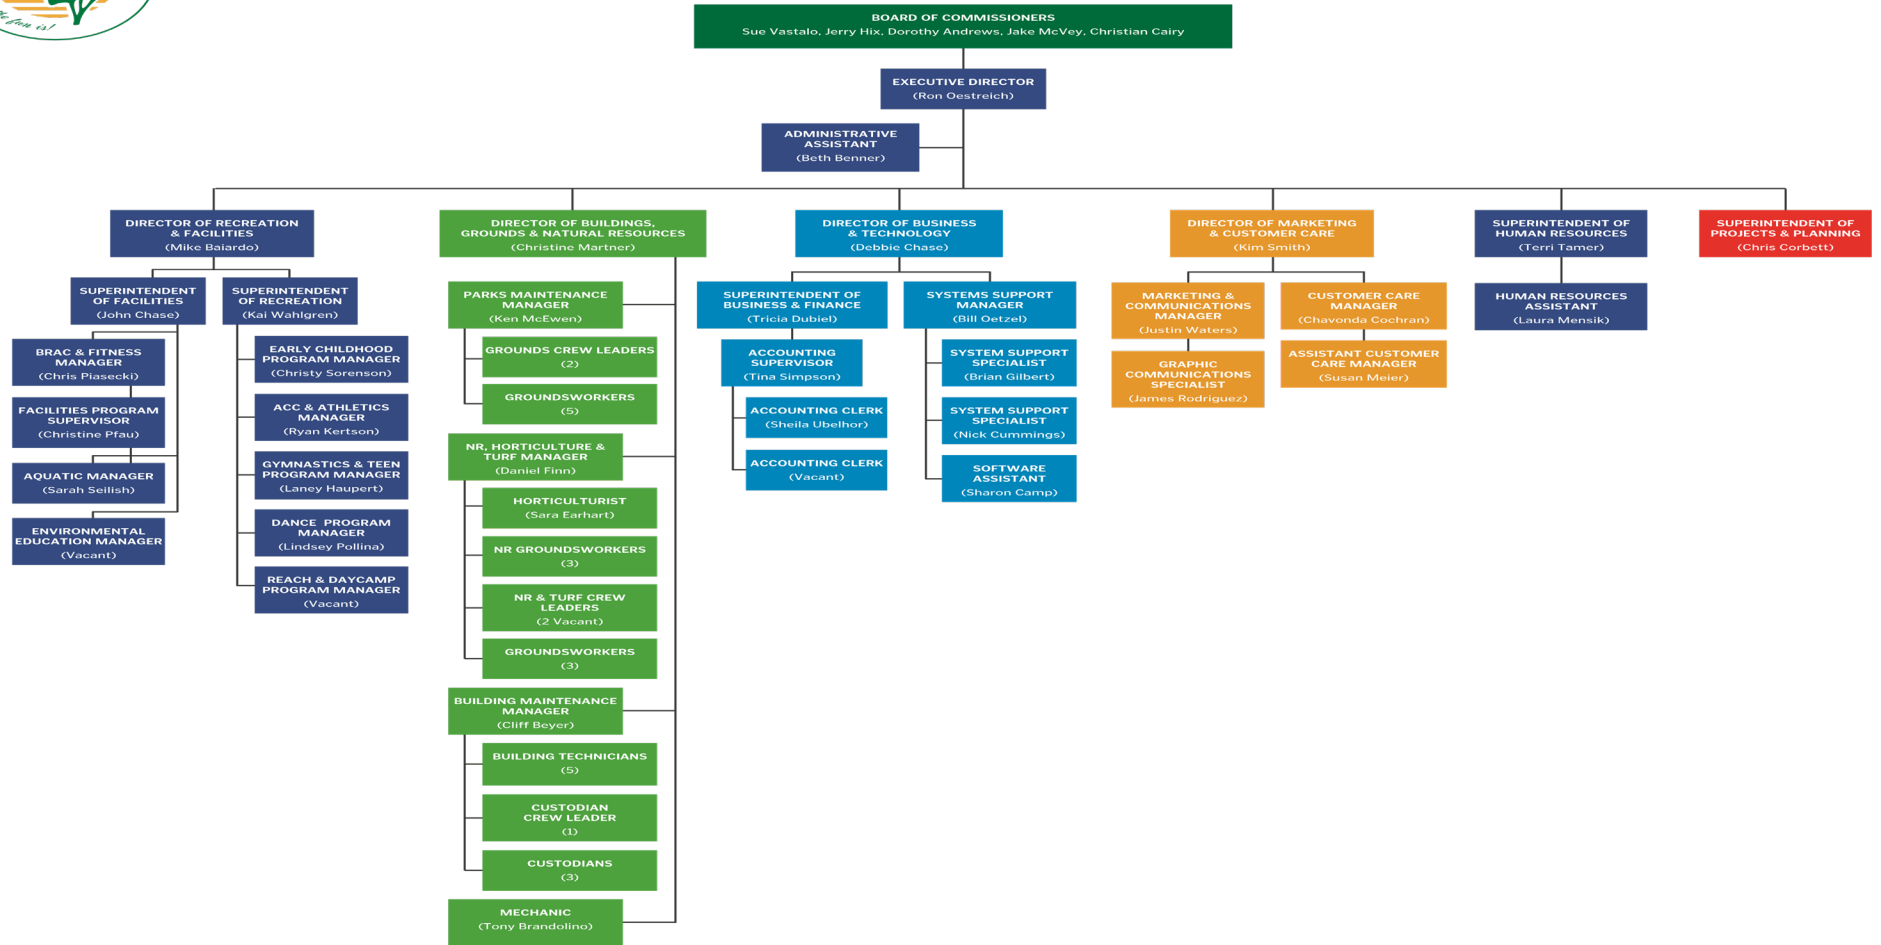 the fun is!
BOARD OF COMMISSIONERS
Sue Vastalo, Jerry Hix, Dorothy Andrews, Jake McVey, Christian Cairy
EXECUTIVE DIRECTOR
(Ron Oestreich)
ADMINISTRATIVE
ASSISTANT
(Beth Benner)
DIRECTOR OF RECREATION
& FACILITIES
(Mike Baiardo)
SUPERINTENDENT
OF FACILITIES
(John Chase)
BRAC & FITNESS
MANAGER
(Chris Piasecki)
FACILITIES PROGRAM
SUPERVISOR
(Christine Pfau)
AQUATIC MANAGER
(Sarah Seilish)
ENVIRONMENTAL
EDUCATION MANAGER
(Vacant)
SUPERINTENDENT
OF RECREATION
(Kai Wahlgren)
EARLY CHILDHOOD
PROGRAM MANAGER
(Christy Sorenson)
ACC & ATHLETICS
MANAGER
(Ryan Kertson)
GYMNASTICS & TEEN
PROGRAM MANAGER
(Laney Haupert)
DANCE PROGRAM
MANAGER
(Lindsey Pollina)
REACH & DAYCAMP
PROGRAM MANAGER
(Vacant)
DIRECTOR OF BUILDINGS,
GROUNDS & NATURAL RESOURCES
(Christine Martner)
PARKS MAINTENANCE
MANAGER
(Ken McEwen)
GROUNDS CREW LEADERS
(2)
GROUNDSWORKERS
(5)
NR, HORTICULTURE &
TURF MANAGER
(Daniel Finn)
HORTICULTURIST
(Sara Earhart)
NR GROUNDSWORKERS
(3)
NR & TURF CREW
LEADERS
(2 Vacant)
GROUNDSWORKERS
(3)
BUILDING MAINTENANCE
MANAGER
(Cliff Beyer)
BUILDING TECHNICIANS
(5)
CUSTODIAN
CREW LEADER
(1)
CUSTODIANS
(3)
MECHANIC
(Tony Brandolino)
DIRECTOR OF BUSINESS
& TECHNOLOGY
(Debbie Chase)
SUPERINTENDENT OF
BUSINESS & FINANCE
(Tricia Dubiel)
ACCOUNTING
SUPERVISOR
(Tina Simpson)
ACCOUNTING CLERK
(Sheila Ubelhor)
ACCOUNTING CLERK
(Vacant)
SYSTEMS SUPPORT
MANAGER
(Bill Oetzel)
SYSTEM SUPPORT
SPECIALIST
(Brian Gilbert)
SYSTEM SUPPORT
SPECIALIST
(Nick Cummings)
SOFTWARE
ASSISTANT
(Sharon Camp)
DIRECTOR OF MARKETING
& CUSTOMER CARE
(Kim Smith)
MARKETING &
COMMUNICATIONS
MANAGER
(Justin Waters)
GRAPHIC
COMMUNICATIONS
SPECIALIST
(James Rodriguez)
CUSTOMER CARE
MANAGER
(Chavonda Cochran)
ASSISTANT CUSTOMER
CARE MANAGER
(Susan Meier)
SUPERINTENDENT OF
HUMAN RESOURCES
(Terri Tamer)
HUMAN RESOURCES
ASSISTANT
(Laura Mensik)
SUPERINTENDENT OF
PROJECTS & PLANNING
(Chris Corbett)